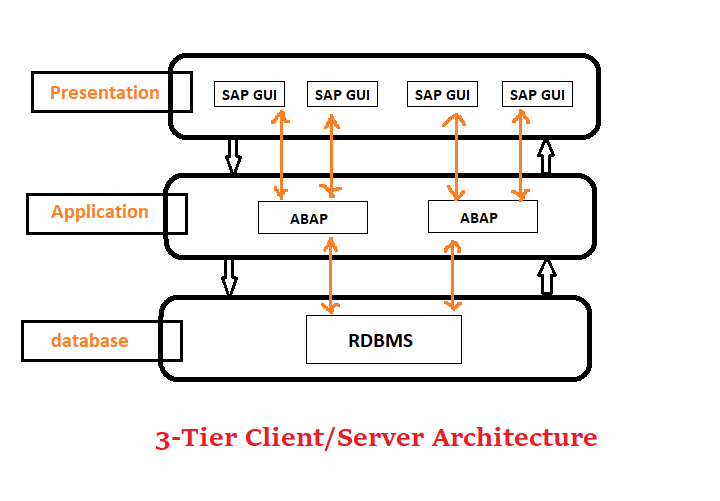 Presentation
SAP GUI
SAP GUI
SAP GUI
SAP GUI
Application
ABAP
ABAP
database
RDBMS
3-Tier Client/Server Architecture